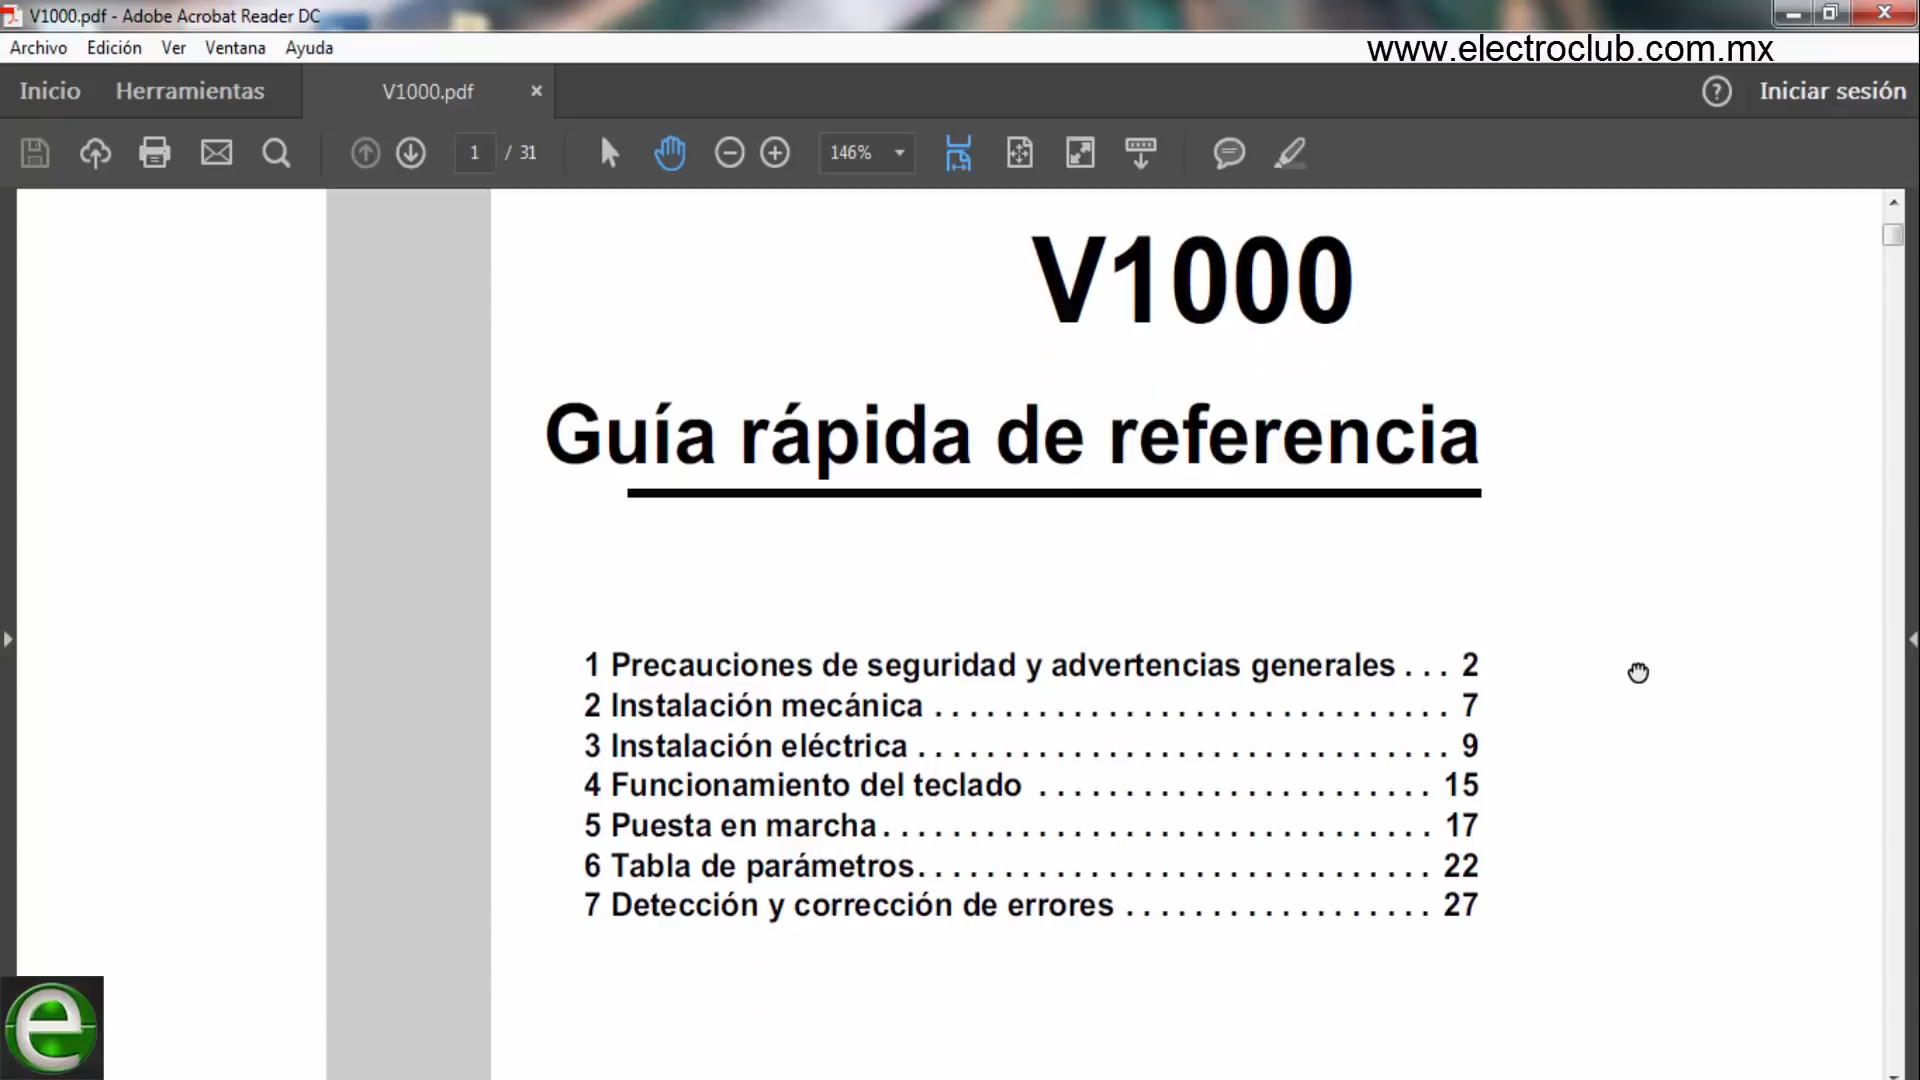 V1000.pdf - Adobe Acrobat Reader DC
Archivo Edición Ver Ventana Ayuda
www.electroclub.com.mx
Inicio Herramientas V1000.pdf × ? Iniciar sesión
1 / 31 146%
V1000
Guía rápida de referencia
1 Precauciones de seguridad y advertencias generales . . . 2
2 Instalación mecánica . . . . . . . . . . . . . . . . . . . . . . . . . . . . . . 7
3 Instalación eléctrica . . . . . . . . . . . . . . . . . . . . . . . . . . . . . . . 9
4 Funcionamiento del teclado . . . . . . . . . . . . . . . . . . . . . . . 15
5 Puesta en marcha . . . . . . . . . . . . . . . . . . . . . . . . . . . . . . . . 17
6 Tabla de parámetros. . . . . . . . . . . . . . . . . . . . . . . . . . . . . . 22
7 Detección y corrección de errores . . . . . . . . . . . . . . . . . . 27
e